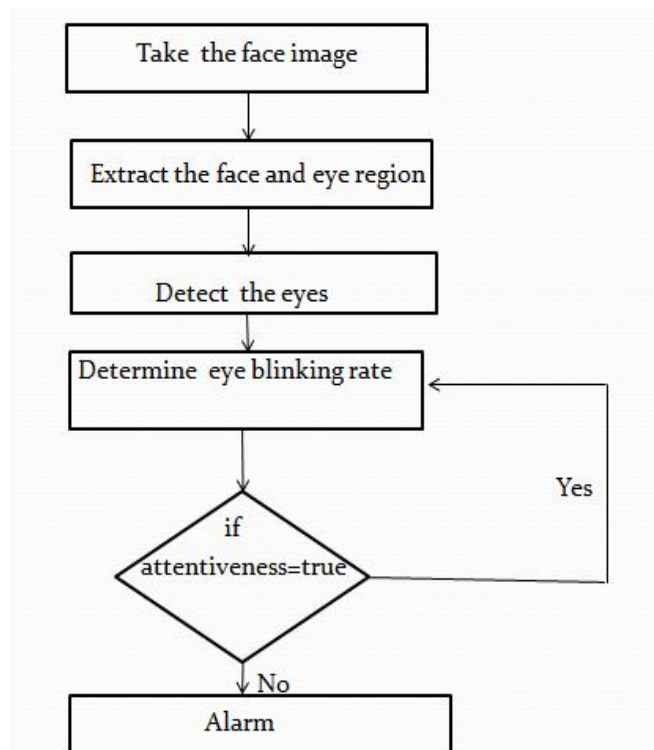 Take the face image
Extract the face and eye region
Detect the eyes
Determine eye blinking rate
if
attentiveness=true
Yes
No
Alarm